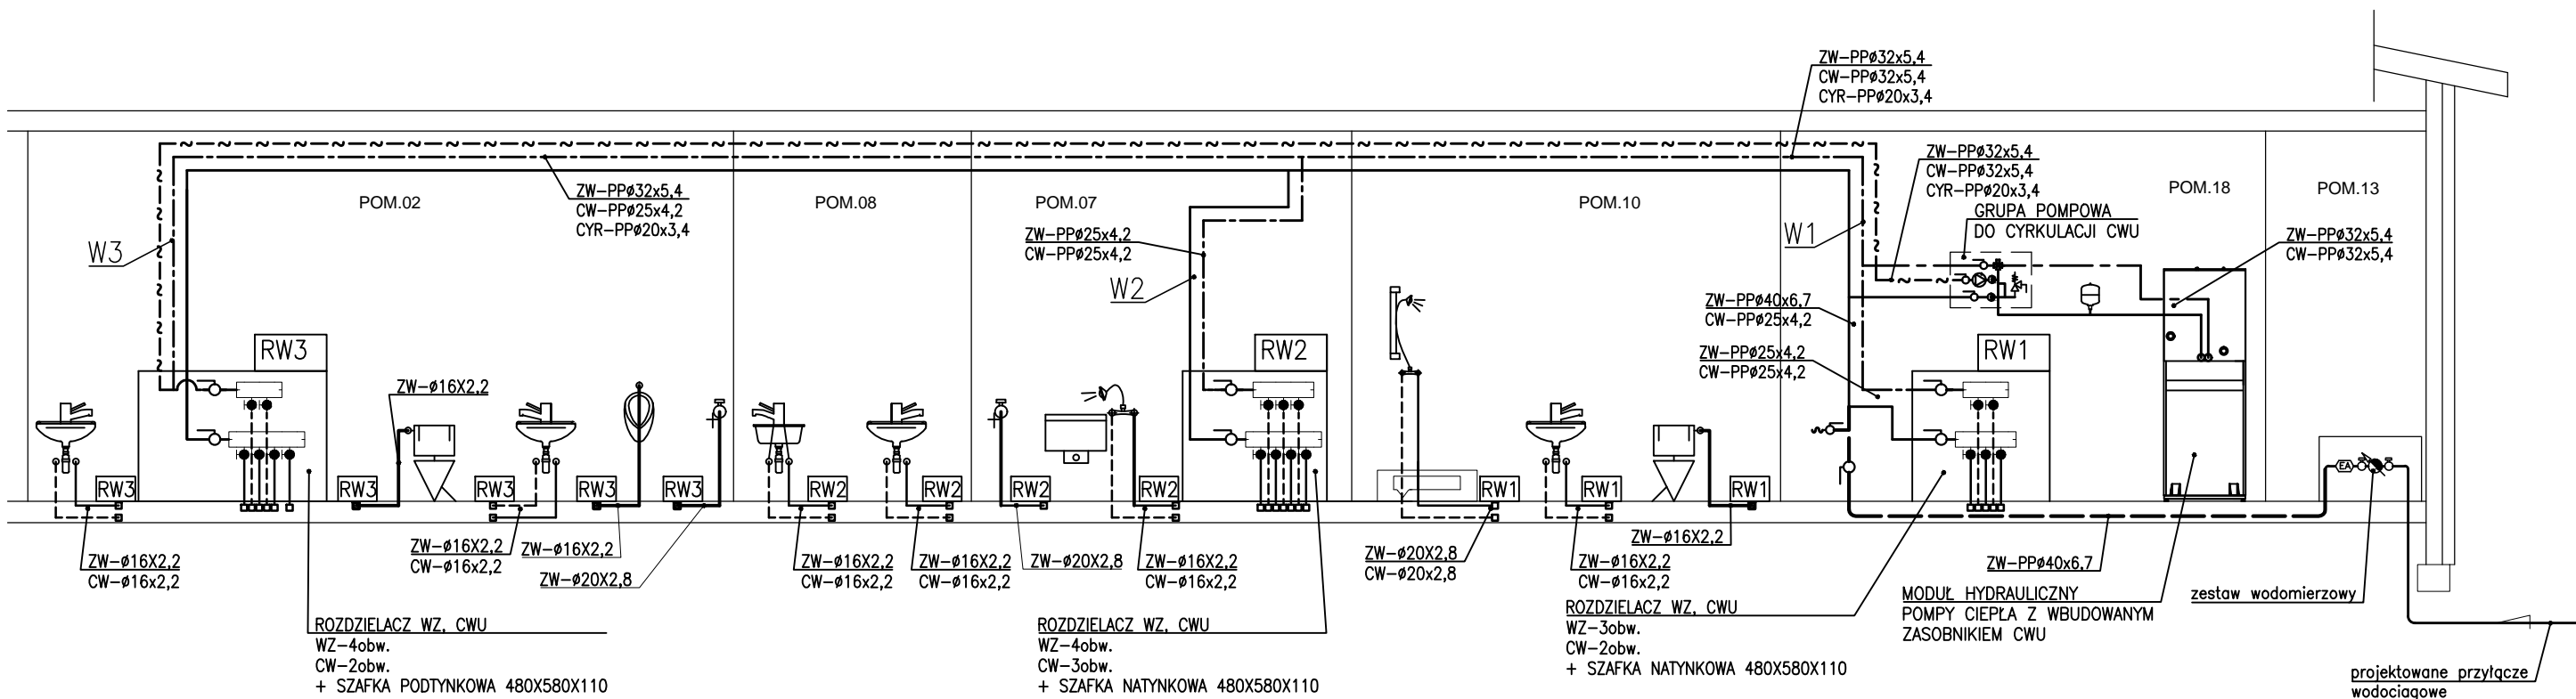 ZW-PPø32x5,4
CW-PPø32x5,4
CYR-PPø20x3,4
ZW-PPø32x5,4
CW-PPø25x4,2
CYR-PPø20x3,4
POM.02
POM.08
POM.07
POM.10
POM.18
POM.13
ZW-PPø32x5,4
CW-PPø32x5,4
CYR-PPø20x3,4
GRUPA POMPOWA
DO CYRKULACJI CWU
ZW-PPø25x4,2
CW-PPø25x4,2
ZW-PPø32x5,4
CW-PPø32x5,4
W3
W2
W1
ZW-PPø40x6,7
CW-PPø25x4,2
ZW-PPø25x4,2
CW-PPø25x4,2
RW3
RW2
RW1
ZW-ø16X2,2
EA
RW3
RW3
RW3
RW3
RW3
RW2
RW2
RW2
RW2
RW1
RW1
RW1
ZW-ø16X2,2
CW-ø16x2,2
ZW-ø16X2,2
CW-ø16x2,2
ZW-ø16X2,2
ZW-ø20X2,8
ZW-ø16X2,2
CW-ø16x2,2
ZW-ø16X2,2
CW-ø16x2,2
ZW-ø20X2,8
ZW-ø16X2,2
CW-ø16x2,2
ZW-ø20X2,8
CW-ø20x2,8
ZW-ø16X2,2
CW-ø16x2,2
ZW-ø16X2,2
ZW-PPø40x6,7
ROZDZIELACZ WZ, CWU
WZ-4obw.
CW-2obw.
+ SZAFKA PODTYNKOWA 480X580X110
ROZDZIELACZ WZ, CWU
WZ-4obw.
CW-3obw.
+ SZAFKA NATYNKOWA 480X580X110
ROZDZIELACZ WZ, CWU
WZ-3obw.
CW-2obw.
+ SZAFKA NATYNKOWA 480X580X110
MODUŁ HYDRAULICZNY
POMPY CIEPŁA Z WBUDOWANYM
ZASOBNIKIEM CWU
zestaw wodomierzowy
projektowane przyłącze
wodociągowe